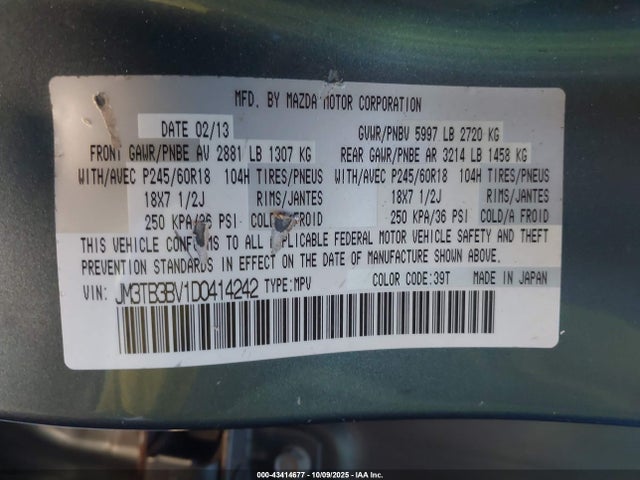 MFD. BY MAZDA MOTOR CORPORATION
DATE 02/13 GVWR/PNBV 5997 LB 2720 KG
FRONT GAWR/PNBE AV 2881 LB 1307 KG REAR GAWR/PNBE AR 3214 LB 1458 KG
WITH/AVEC P245/60R18 104H TIRES/PNEUS WITH/AVEC P245/60R18 104H TIRES/PNEUS
18X7 1/2J RIMS/JANTES 18X7 1/2J RIMS/JANTES
250 KPA/36 PSI COLD/A FROID 250 KPA/36 PSI COLD/A FROID
THIS VEHICLE CONFORMS TO ALL APPLICABLE FEDERAL MOTOR VEHICLE SAFETY AND THEFT
PREVENTION STANDARDS IN EFFECT ON THE DATE OF MANUFACTURE SHOWN ABOVE.
VIN: JM3TB3BV1D0414242 TYPE: MPV COLOR CODE: 39T MADE IN JAPAN
000-43414677 - 10/09/2025 - IAA Inc.